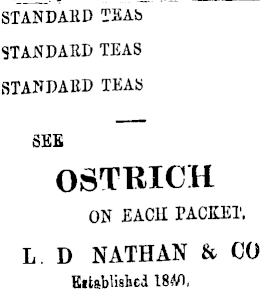 STANDARD TEAS
STANDARD TEAS
STANDARD TEAS
SEE
OSTRICH
ON EACH PACKET,
L. D NATHAN & CO
Established 1840,